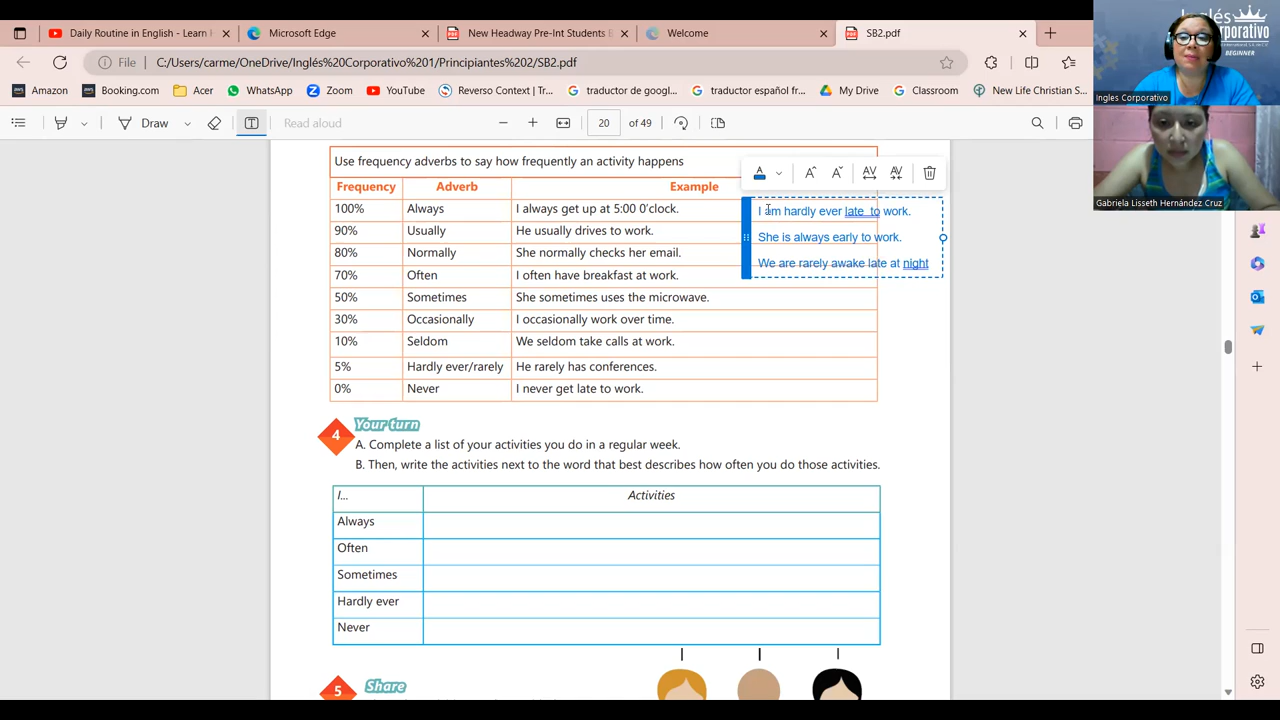 Daily Routine in English - Learn
Microsoft Edge
New Headway Pre-Int Students B
Welcome
SB2.pdf
File
C:/Users/carme/OneDrive/Inglés%20Corporativo%201/Principiantes%20 /SB2.pdf
Amazon
Booking.com
Acer
WhatsApp
Zoom
YouTube
Reverso Context | Tr...
traductor de googl...
traductor español fr...
My Drive
Classroom
New Life Christian S...
Draw
Read aloud
20 of 49
Use frequency adverbs to say how frequently an activity happens
Frequency Adverb Example
100% Always I always get up at 5:00 0'clock.
90% Usually He usually drives to work.
80% Normally She normally checks her email.
70% Often I often have breakfast at work.
50% Sometimes She sometimes uses the microwave.
30% Occasionally I occasionally work over time.
10% Seldom We seldom take calls at work.
5% Hardly ever/rarely He rarely has conferences.
0% Never I never get late to work.
I am hardly ever late to work.
She is always early to work.
We are rarely awake late at night
4 Your turn
A. Complete a list of your activities you do in a regular week.
B. Then, write the activities next to the word that best describes how often you do those activities.
I... Activities
Always
Often
Sometimes
Hardly ever
Never
5 Share
Inglés
Corporativo
BEGINNER
Ingles Corporativo
Gabriela Lisseth Hernández Cruz